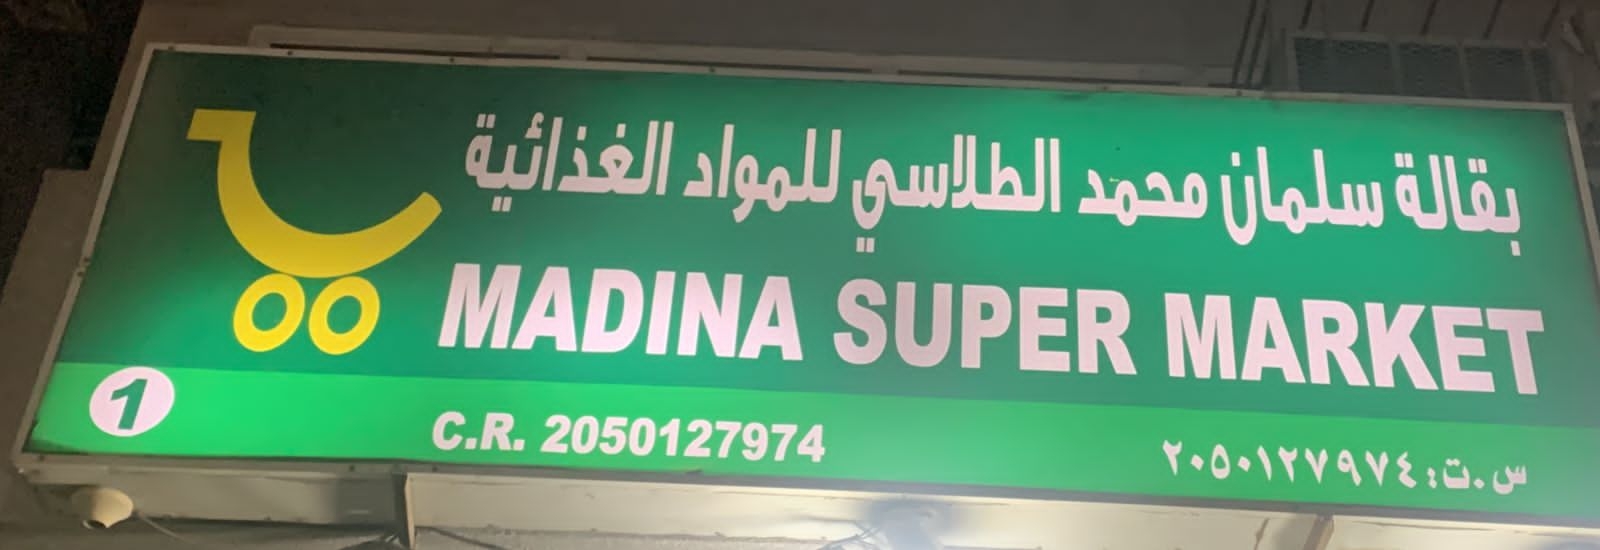 بقالة سلمان محمد الطلاسي للمواد الغذائية
MADINA SUPER MARKET
1
C.R. 2050127974
س.ت: ٢٠٥٠١٢٧٩٧٤